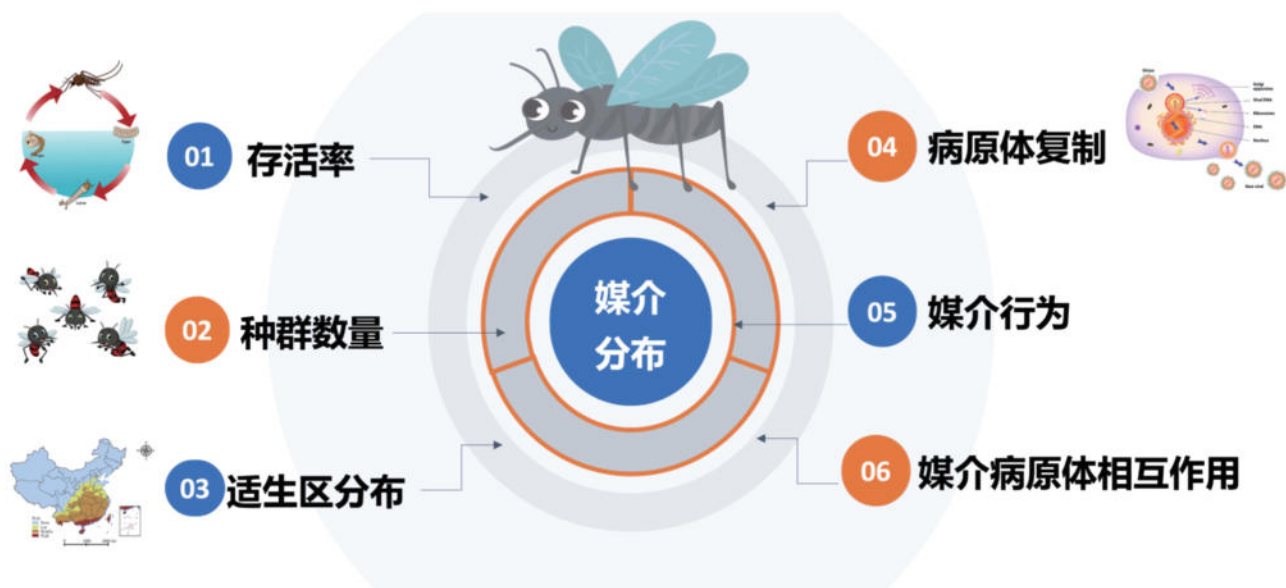 01
存活率
02
种群数量
03
适生区分布
媒介
分布
04
病原体复制
05
媒介行为
06
媒介病原体相互作用